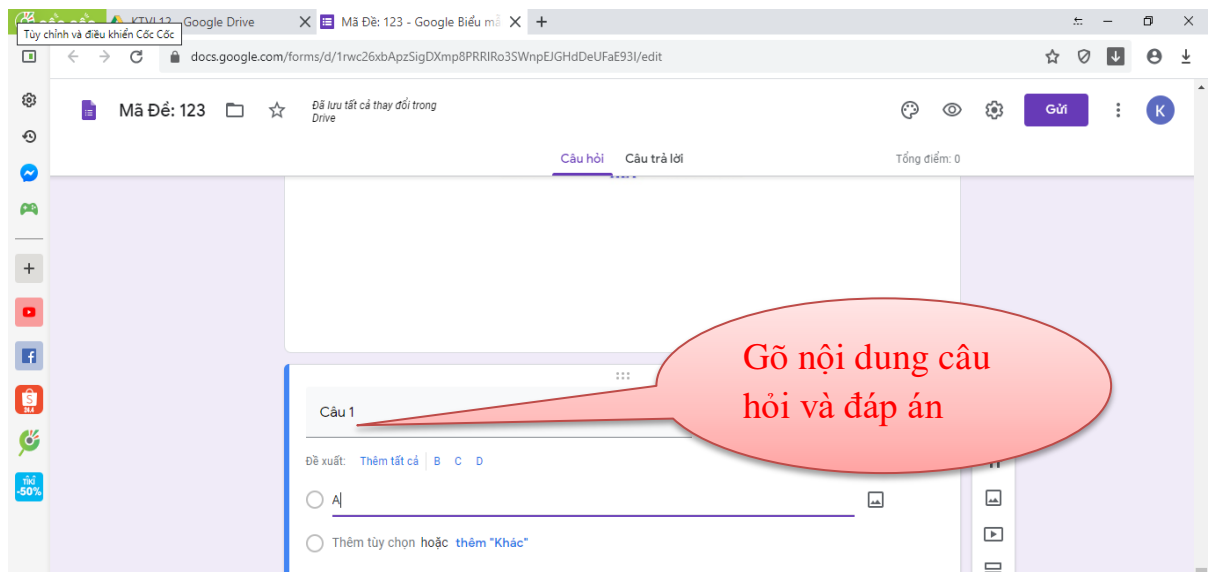 KTVL12 - Google Drive
Mã Đề: 123 - Google Biểu mẫ
Tùy chỉnh và điều khiển Cốc Cốc
docs.google.com/forms/d/1rwc26xbApzSigDXmp8PRRIRo3SWnpEJGHdDeUFaE93I/edit
Mã Đề: 123
Đã lưu tất cả thay đổi trong
Drive
Gửi
K
Câu hỏi Câu trả lời
Tổng điểm: 0
Gõ nội dung câu
hỏi và đáp án
Câu 1
Đề xuất: Thêm tất cả B C D
A
Thêm tùy chọn hoặc thêm "Khác"
S
TIKI
-50%